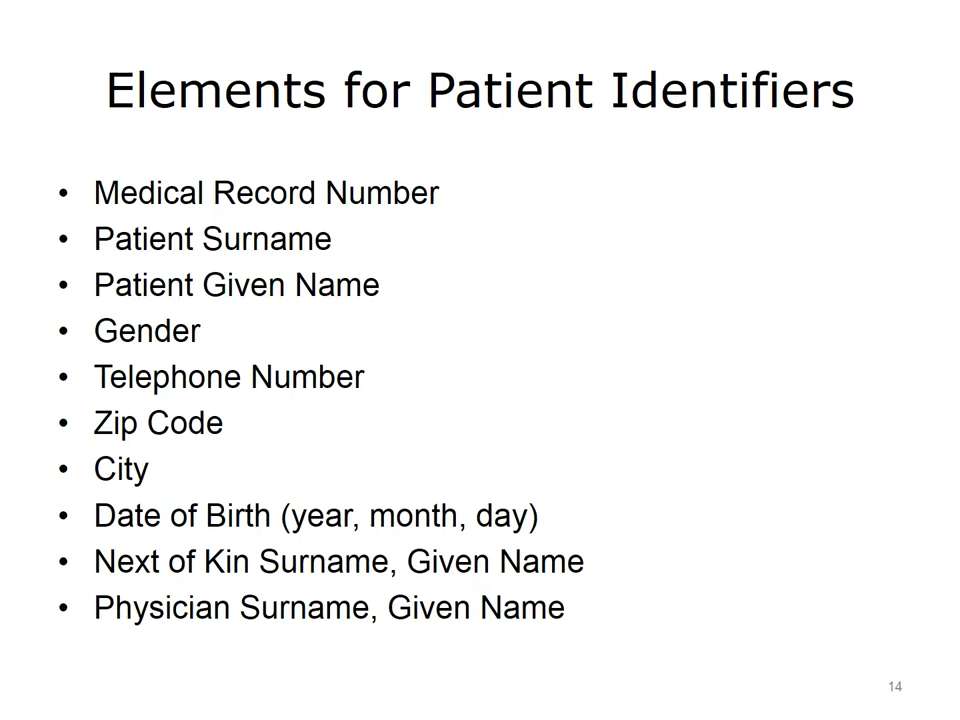 Elements for Patient Identifiers
• Medical Record Number
• Patient Surname
• Patient Given Name
• Gender
• Telephone Number
• Zip Code
• City
• Date of Birth (year, month, day)
• Next of Kin Surname, Given Name
• Physician Surname, Given Name
14